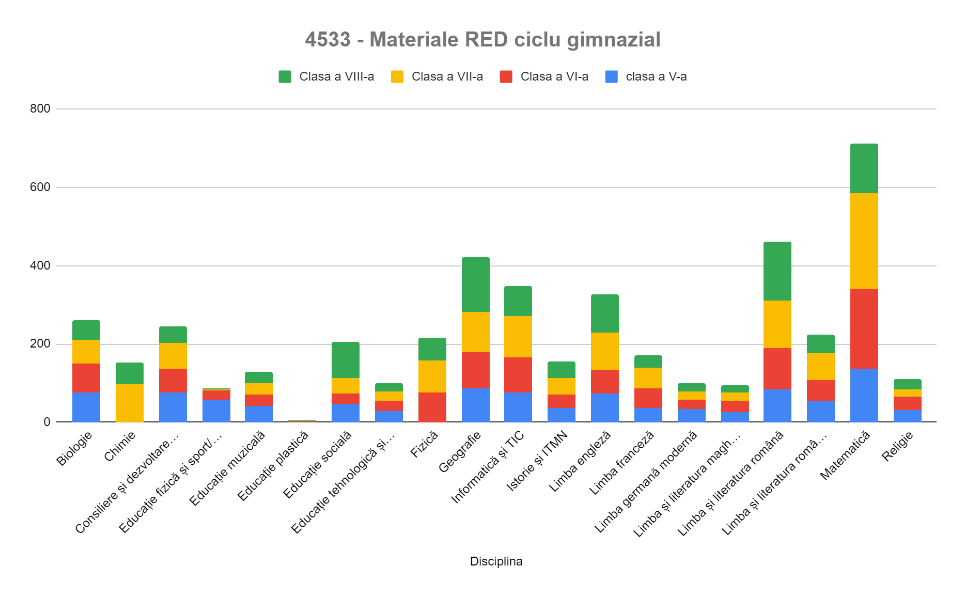 4533 - Materiale RED ciclu gimnazial
Clasa a VIII-a
Clasa a VII-a
Clasa a VI-a
clasa a V-a
800
600
400
200
0
Biologie
Chimie
Consiliere și dezvoltare…
Educație fizică și sport/…
Educație muzicală
Educație plastică
Educație socială
Educație tehnologică și…
Fizică
Geografie
Informatică și TIC
Istorie și ITMN
Limba engleză
Limba franceză
Limba germană modernă
Limba și literatura magh…
Limba și literatura română
Limba și literatura romă…
Matematică
Religie
Disciplina